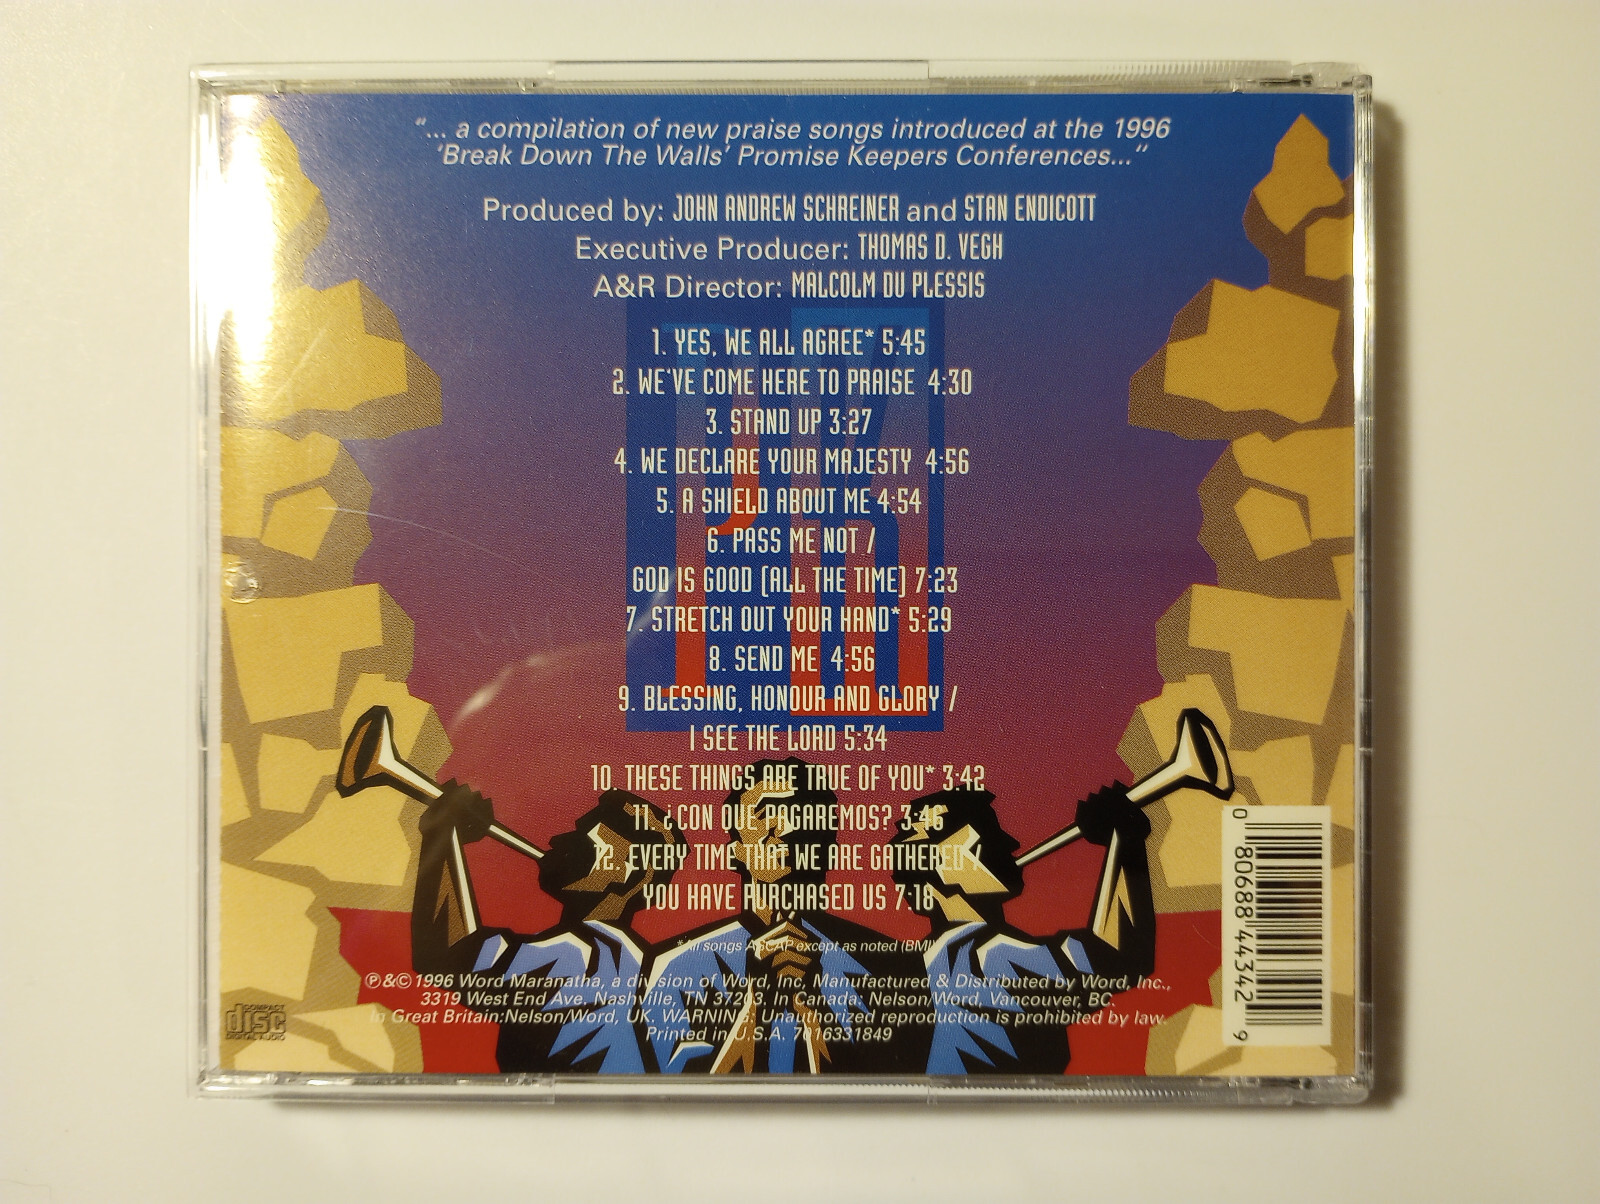 "... a compilation of new praise songs introduced at the 1996
'Break Down The Walls' Promise Keepers Conferences..."
Produced by: JOHN ANDREW SCHREINER and STAN ENDICOTT
Executive Producer: THOMAS D. VEGH
A&R Director: MALCOLM DU PLESSIS
PK
1. YES, WE ALL AGREE* 5:45
2. WE'VE COME HERE TO PRAISE 4:30
3. STAND UP 3:27
4. WE DECLARE YOUR MAJESTY 4:56
5. A SHIELD ABOUT ME 4:54
6. PASS ME NOT /
GOD IS GOOD (ALL THE TIME) 7:23
7. STRETCH OUT YOUR HAND* 5:29
8. SEND ME 4:56
9. BLESSING, HONOUR AND GLORY /
I SEE THE LORD 5:34
10. THESE THINGS ARE TRUE OF YOU* 3:42
11. ¿CON QUE PAGAREMOS? 3:46
12. EVERY TIME THAT WE ARE GATHERED /
YOU HAVE PURCHASED US 7:18
*All songs ASCAP except as noted (BMI)
℗&© 1996 Word Maranatha, a division of Word, Inc, Manufactured & Distributed by Word, Inc.,
3319 West End Ave. Nashville, TN 37203. In Canada: Nelson/Word, Vancouver, BC.
In Great Britain:Nelson/Word, UK. WARNING: Unauthorized reproduction is prohibited by law.
Printed in U.S.A. 7016331849
COMPACT
disc
DIGITAL AUDIO
0 80688 44342 9